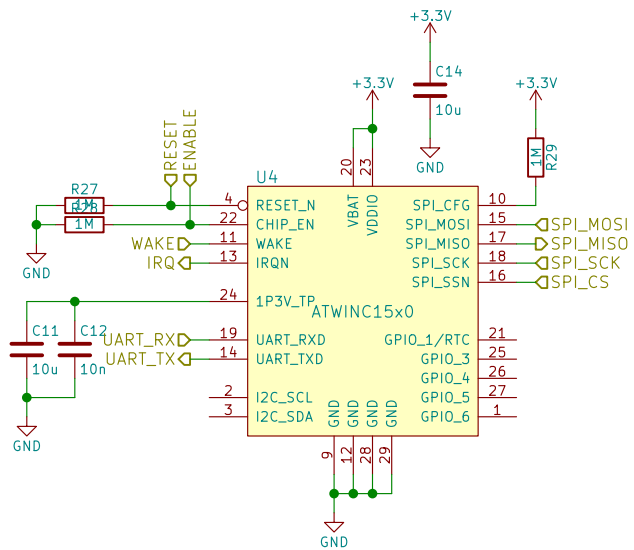 +3.3V
C14
10u
GND
+3.3V
+3.3V
1M
R29
RESET
ENABLE
R27
1M
R28
1M
GND
U4
20
23
VBAT
VDDIO
4 RESET_N
22 CHIP_EN
WAKE 11 WAKE
IRQ 13 IRQN
24 1P3V_TP
UART_RX 19 UART_RXD
UART_TX 14 UART_TXD
2 I2C_SCL
3 I2C_SDA
SPI_CFG 10
SPI_MOSI 15 SPI_MOSI
SPI_MISO 17 SPI_MISO
SPI_SCK 18 SPI_SCK
SPI_SSN 16 SPI_CS
ATWINC15x0
GPIO_1/RTC 21
GPIO_3 25
GPIO_4 26
GPIO_5 27
GPIO_6 1
C11
10u
C12
10n
GND
GND
GND
GND
GND
9
12
28
29
GND